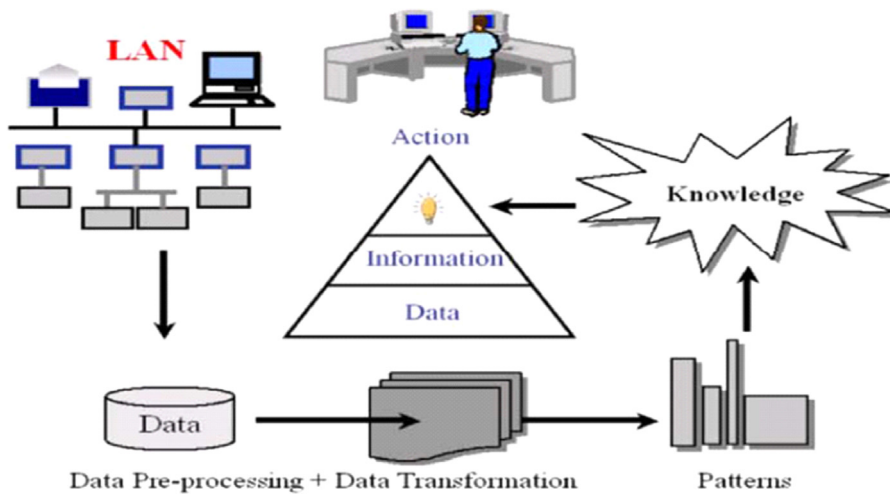 LAN
Action
Knowledge
Information
Data
Data
Data Pre-processing + Data Transformation
Patterns